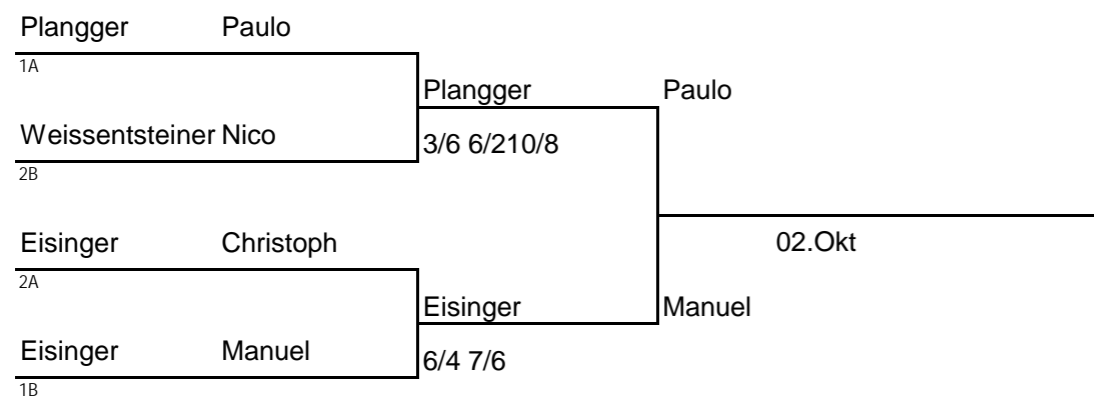 Plangger Paulo
1A
Plangger Paulo
Weissentsteiner Nico
3/6 6/210/8
2B
Eisinger Christoph
02.Okt
2A
Eisinger Manuel
Eisinger Manuel
6/4 7/6
1B